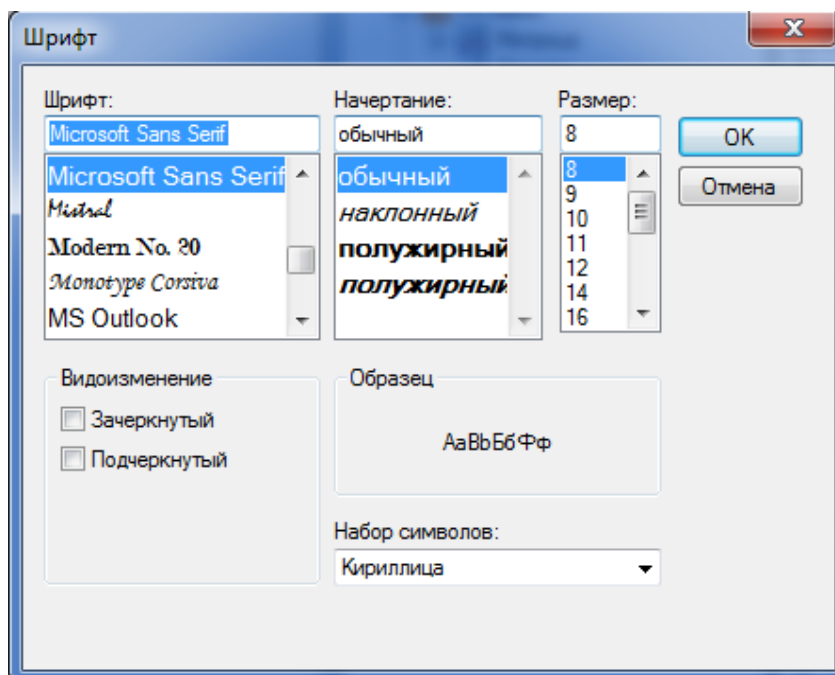 Шрифт
Шрифт:
Microsoft Sans Serif
Microsoft Sans Serif
Mistral
Modern No. 20
Monotype Corsiva
MS Outlook
Начертание:
обычный
обычный
наклонный
полужирный
полужирный
Размер:
8
8
9
10
11
12
14
16
OK
Отмена
Видоизменение
Зачеркнутый
Подчеркнутый
Образец
АаBbБбФф
Набор символов:
Кириллица